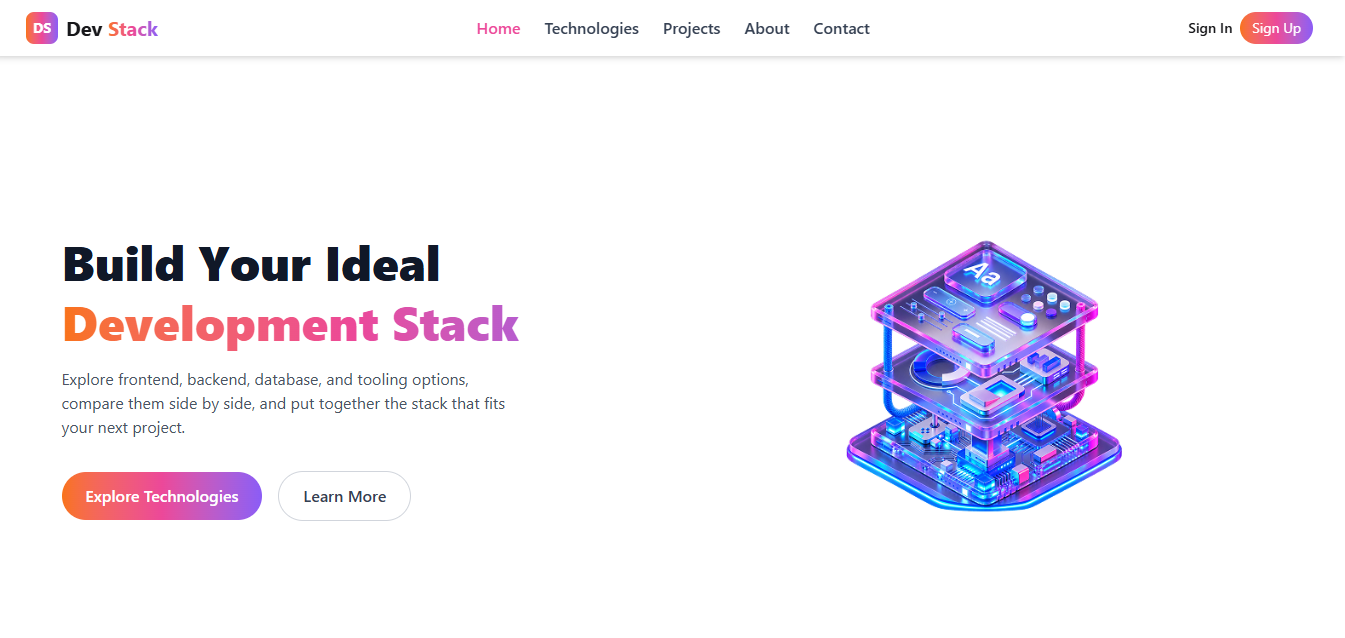 DS Dev Stack
Home Technologies Projects About Contact
Sign In Sign Up
Build Your Ideal
Development Stack
Explore frontend, backend, database, and tooling options,
compare them side by side, and put together the stack that fits
your next project.
Explore Technologies Learn More
Aa